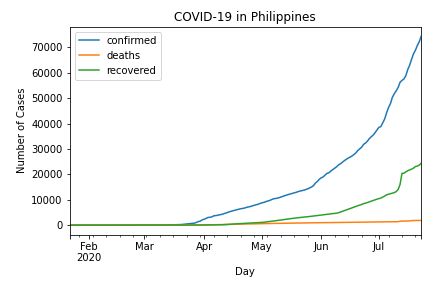 COVID-19 in Philippines
confirmed
deaths
recovered
Number of Cases
70000
60000
50000
40000
30000
20000
10000
0
Feb
2020
Mar
Apr
May
Jun
Jul
Day